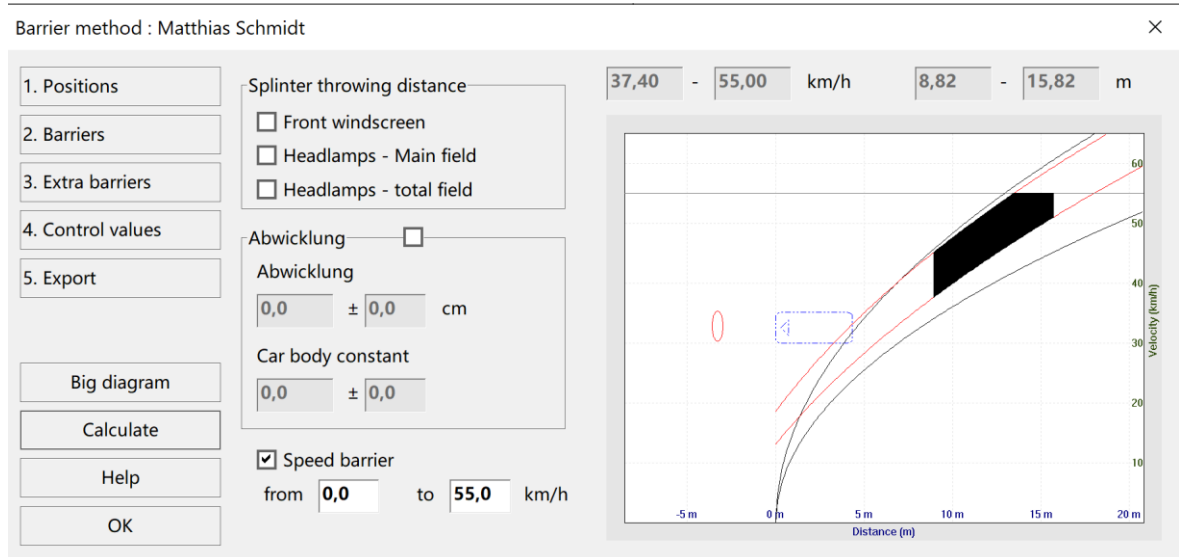 Barrier method : Matthias Schmidt
1. Positions
2. Barriers
3. Extra barriers
4. Control values
5. Export
Big diagram
Calculate
Help
OK
Splinter throwing distance
Front windscreen
Headlamps - Main field
Headlamps - total field
Abwicklung
Abwicklung
0,0 ± 0,0 cm
Car body constant
0,0 ± 0,0
Speed barrier
from 0,0 to 55,0 km/h
37,40 - 55,00 km/h 8,82 - 15,82 m
60
50
40
30
20
10
Velocity (km/h)
-5 m 0 m 5 m 10 m 15 m 20 m
Distance (m)